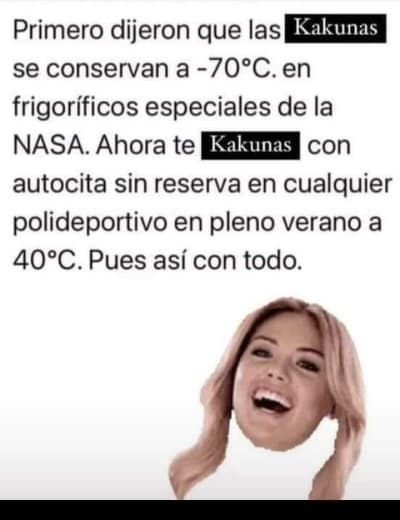 Primero dijeron que las Kakunas
se conservan a -70°C. en
frigoríficos especiales de la
NASA. Ahora te Kakunas con
autocita sin reserva en cualquier
polideportivo en pleno verano a
40°C. Pues así con todo.